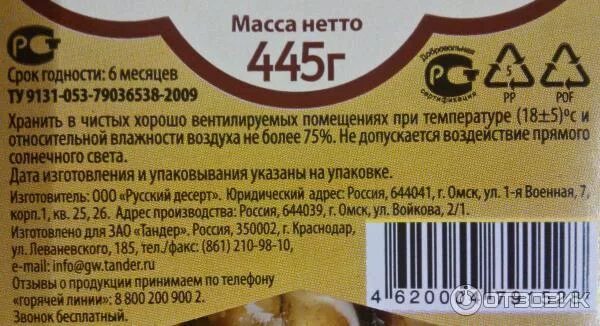 Масса нетто
445г
Срок годности: 6 месяцев
ТУ 9131-053-79036538-2009
Добровольная
сертификация
5
PP
POF
Хранить в чистых хорошо вентилируемых помещениях при температуре (18±5)ºс и
относительной влажности воздуха не более 75%. Не допускается воздействие прямого
солнечного света.
Дата изготовления и упаковывания указаны на упаковке.
Изготовитель: ООО «Русский десерт». Юридический адрес: Россия, 644041, г. Омск, ул. 1-я Военная, 7,
корп.1, кв. 25, 26. Адрес производства: Россия, 644039, г. Омск, ул. Войкова, 2/1.
Изготовлено для ЗАО «Тандер». Россия, 350002, г. Краснодар,
ул. Леваневского, 185, тел./факс: (861) 210-98-10,
e-mail: info@gw.tander.ru
Отзывы о продукции принимаем по телефону
«горячей линии»: 8 800 200 900 2.
Звонок бесплатный.
4 620004
ОТЗОВИК